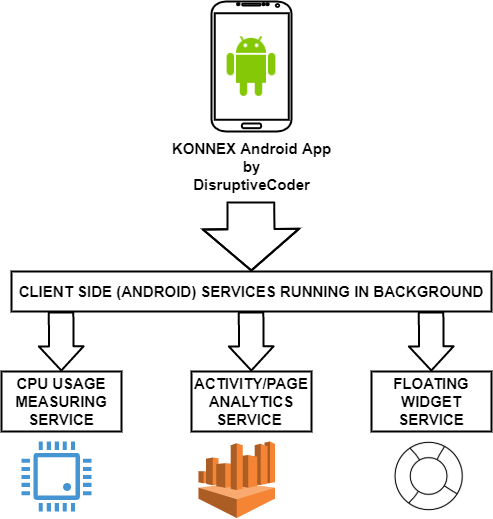 KONNEX Android App
by
DisruptiveCoder
CLIENT SIDE (ANDROID) SERVICES RUNNING IN BACKGROUND
CPU USAGE
MEASURING
SERVICE
ACTIVITY/PAGE
ANALYTICS
SERVICE
FLOATING
WIDGET
SERVICE